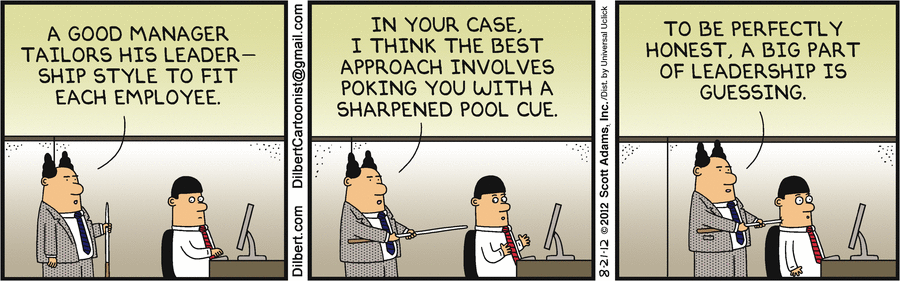 A GOOD MANAGER
TAILORS HIS LEADER–
SHIP STYLE TO FIT
EACH EMPLOYEE.
DilbertCartoonist@gmail.com
Dilbert.com
IN YOUR CASE,
I THINK THE BEST
APPROACH INVOLVES
POKING YOU WITH A
SHARPENED POOL CUE.
8-21-12 ©2012 Scott Adams, Inc. /Dist. by Universal Uclick
TO BE PERFECTLY
HONEST, A BIG PART
OF LEADERSHIP IS
GUESSING.